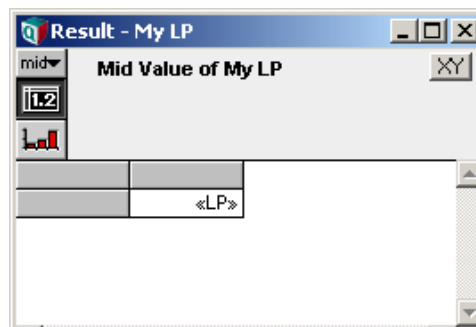 Result - My LP
mid
Mid Value of My LP
XY
1.2
«LP»